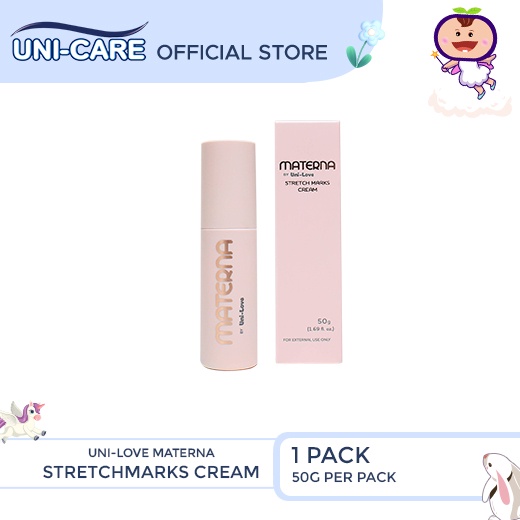 UNI-CARE OFFICIAL STORE
MATERNA
BY Uni-Love
MATERNA
BY Uni-Love
STRETCH MARKS
CREAM
50g
(1.69 fl. oz.)
FOR EXTERNAL USE ONLY
UNI-LOVE MATERNA
STRETCHMARKS CREAM
1 PACK
50G PER PACK